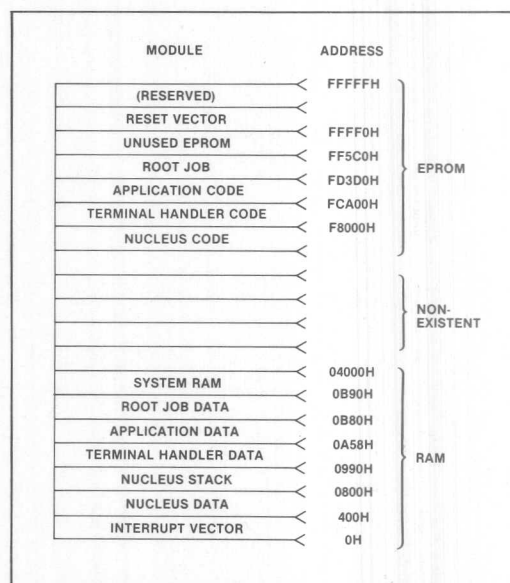 MODULE ADDRESS
FFFFFH
(RESERVED)
RESET VECTOR
FFFF0H
UNUSED EPROM
FF5C0H
ROOT JOB
EPROM
FD3D0H
APPLICATION CODE
FCA00H
TERMINAL HANDLER CODE
F8000H
NUCLEUS CODE
NON-
EXISTENT
04000H
SYSTEM RAM
0B90H
ROOT JOB DATA
0B80H
APPLICATION DATA
0A58H
TERMINAL HANDLER DATA
RAM
0990H
NUCLEUS STACK
0800H
NUCLEUS DATA
400H
INTERRUPT VECTOR
0H